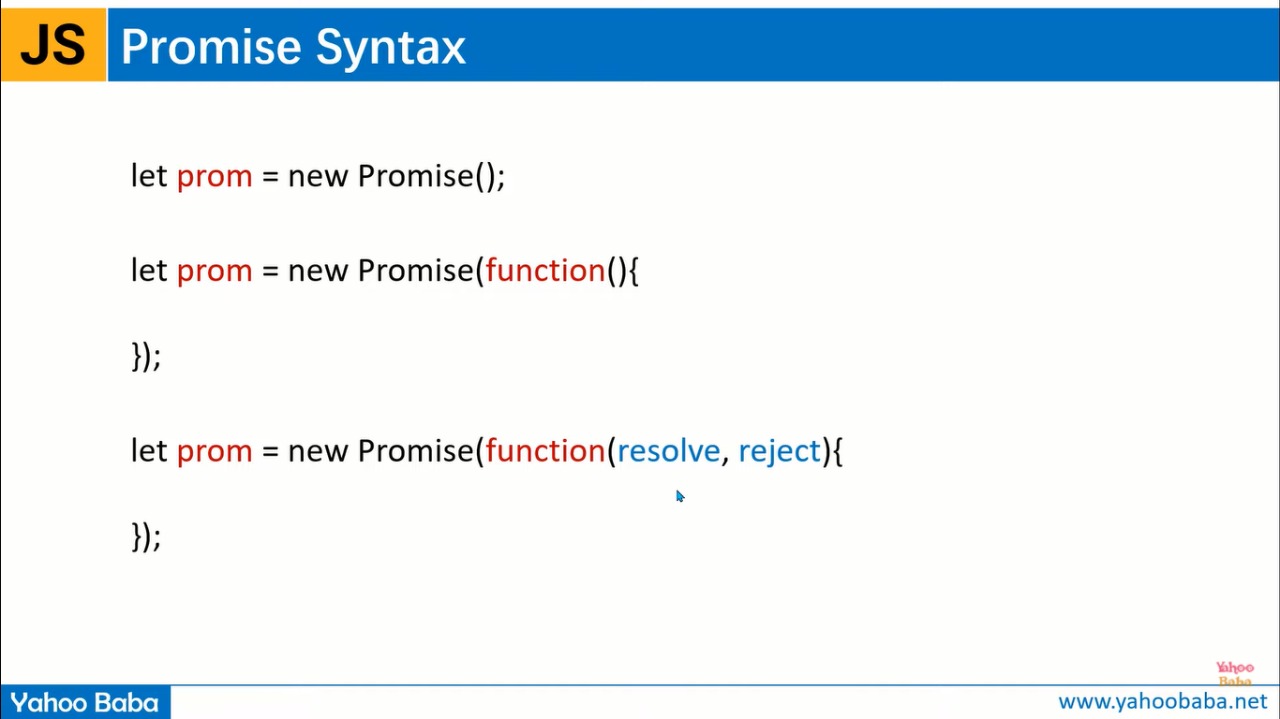 JS Promise Syntax
let prom = new Promise();
let prom = new Promise(function(){
});
let prom = new Promise(function(resolve, reject){
});
Yahoo
Baba
Yahoo Baba
www.yahoobaba.net